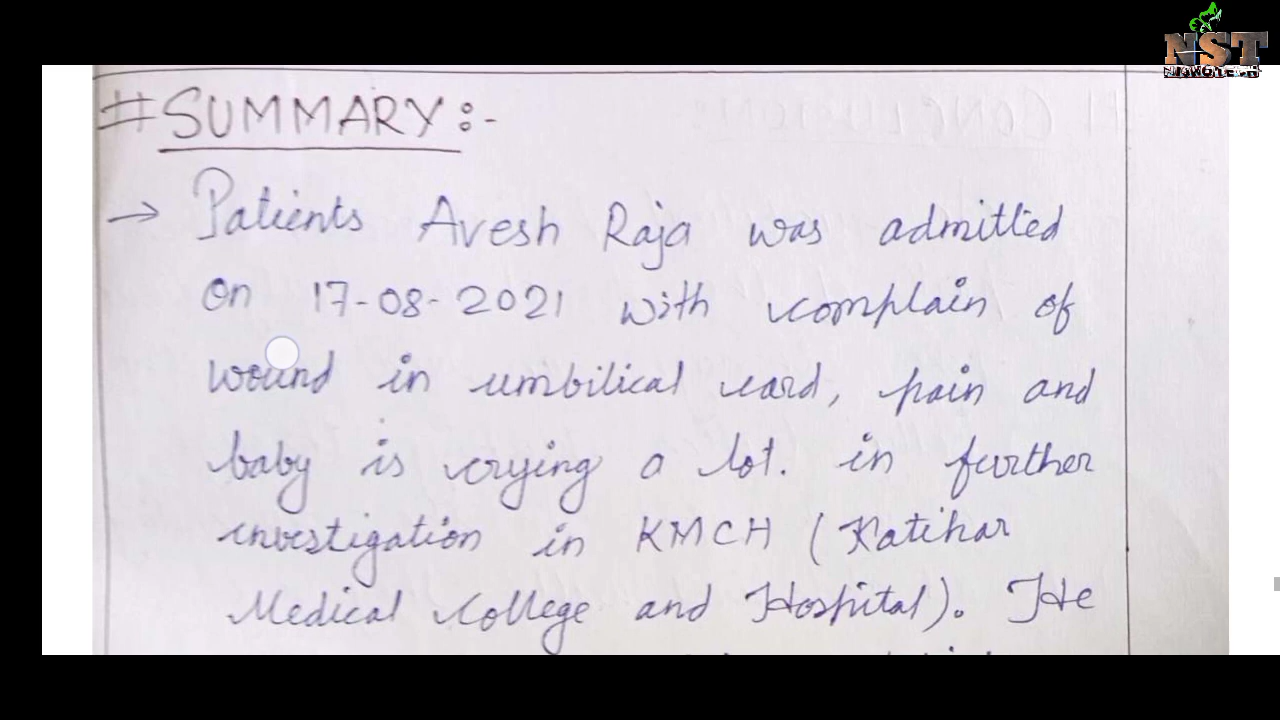 NST
# SUMMARY :-
→ Patients Avesh Raja was admitted
on 17-08-2021 with complain of
wound in umbilical card, pain and
baby is crying a lot. in further
investigation in KMCH (Katihar
Medical College and Hospital). He